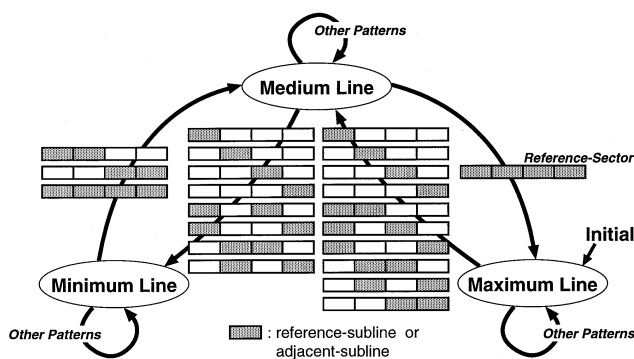 Other Patterns
Medium Line
Reference-Sector
Initial
Minimum Line
Maximum Line
Other Patterns
: reference-subline or
adjacent-subline
Other Patterns